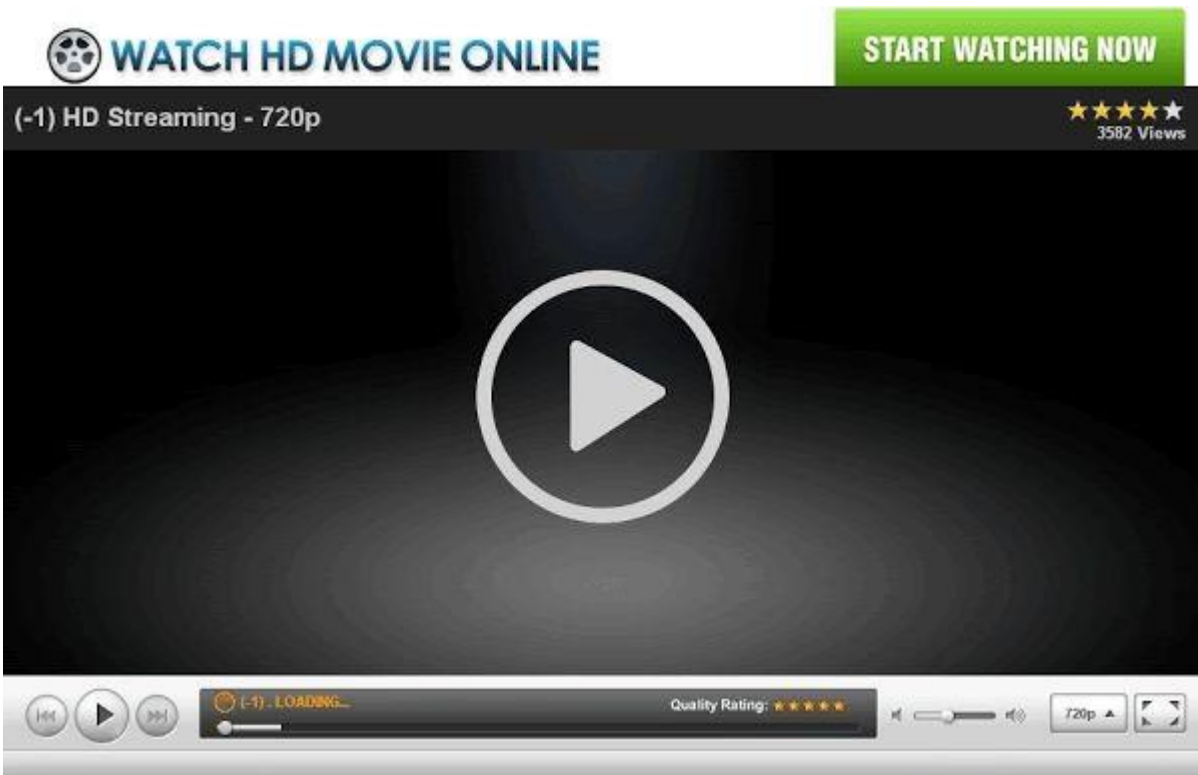 WATCH HD MOVIE ONLINE
START WATCHING NOW
(-1) HD Streaming - 720p
3582 Views
(-1) . LOADING...
Quality Rating:
720p